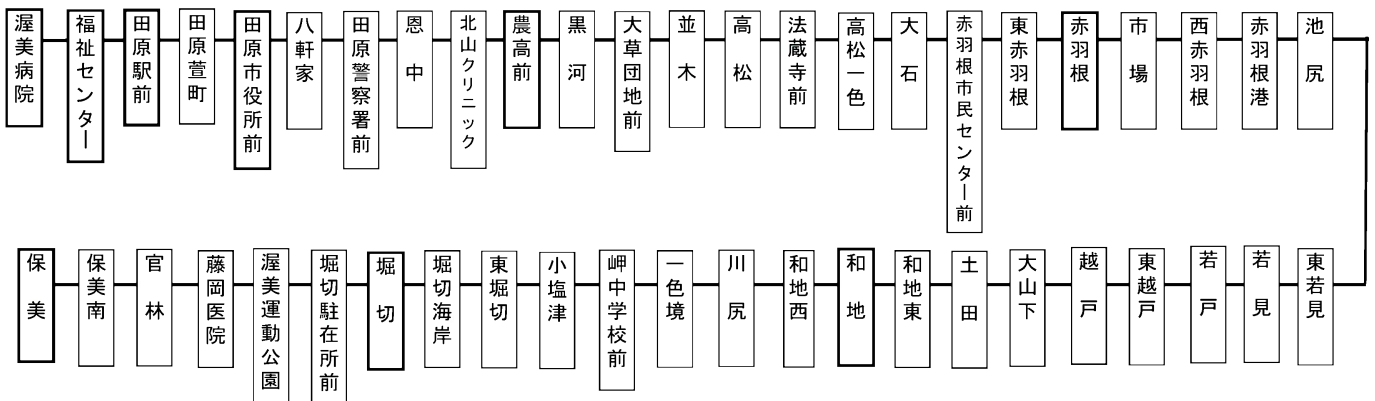 渥美病院
福祉センター
田原駅前
田原萱町
田原市役所前
八軒家
田原警察署前
恩中
北山クリニック
農高前
黒河
大草団地前
並木
高松
法蔵寺前
高松一色
大石
赤羽根市民センター前
東赤羽根
赤羽根
市場
西赤羽根
赤羽根港
池尻
東若見
若見
若戸
東越戸
越戸
大山下
土田
和地東
和地
和地西
川尻
一色境
岬中学校前
小塩津
東堀切
堀切海岸
堀切
堀切駐在所前
渥美運動公園
藤岡医院
官林
保美南
保美